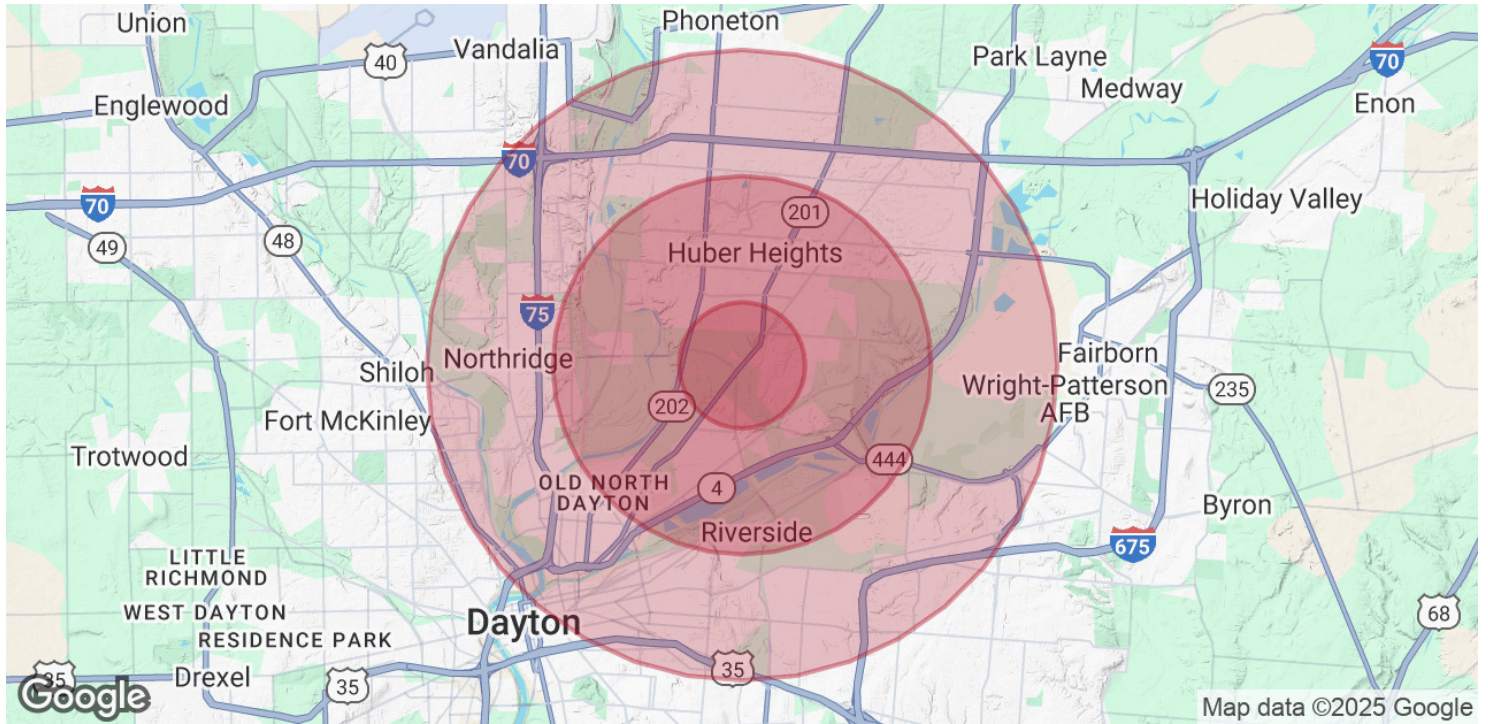 Union
Phoneton
Vandalia
40
Park Layne
70
Medway
Englewood
Enon
70
70
Holiday Valley
201
49
48
Huber Heights
75
Northridge
Shiloh
Fairborn
Wright-Patterson
AFB
235
202
Fort McKinley
Trotwood
444
OLD NORTH
DAYTON
4
Byron
Riverside
675
LITTLE
RICHMOND
WEST DAYTON
68
Dayton
RESIDENCE PARK
35
Drexel
35
35
Google
Map data ©2025 Google